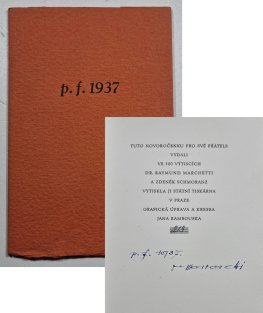 p. f. 1937
TUTO NOVOROČENKU PRO SVÉ PŘÁTELE
VYDALI
VE 300 VÝTISCÍCH
DR RAYMUND MARCHETTI
A ZDENĚK SCHMORANZ
VYTISKLA JI STÁTNÍ TISKÁRNA
V PRAZE
GRAFICKÁ ÚPRAVA A KRESBA
JANA RAMBOUSKA
p. f. 1937.